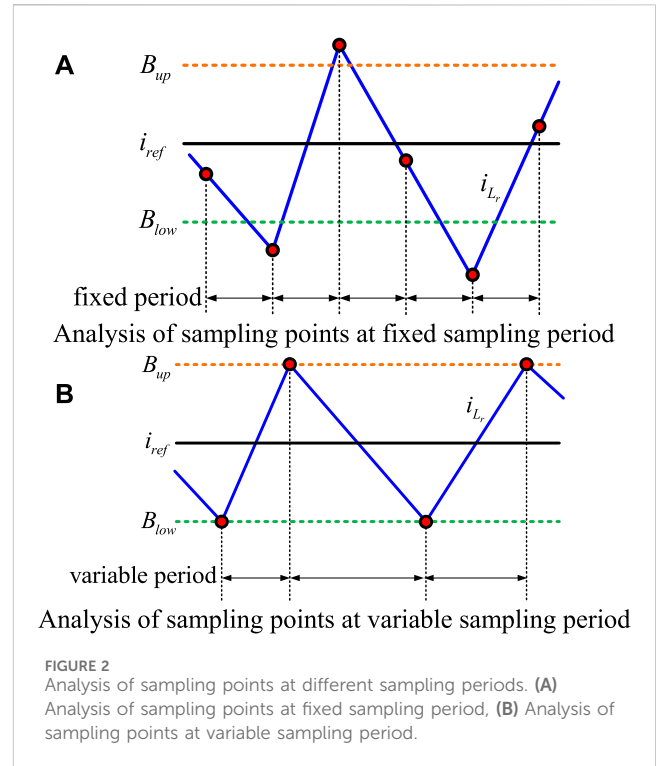 A
B_up
i_ref
i_L_r
B_low
fixed period
Analysis of sampling points at fixed sampling period
B_up
B
i_L_r
i_ref
B_low
variable period
Analysis of sampling points at variable sampling period
FIGURE 2
Analysis of sampling points at different sampling periods. (A)
Analysis of sampling points at fixed sampling period, (B) Analysis of
sampling points at variable sampling period.